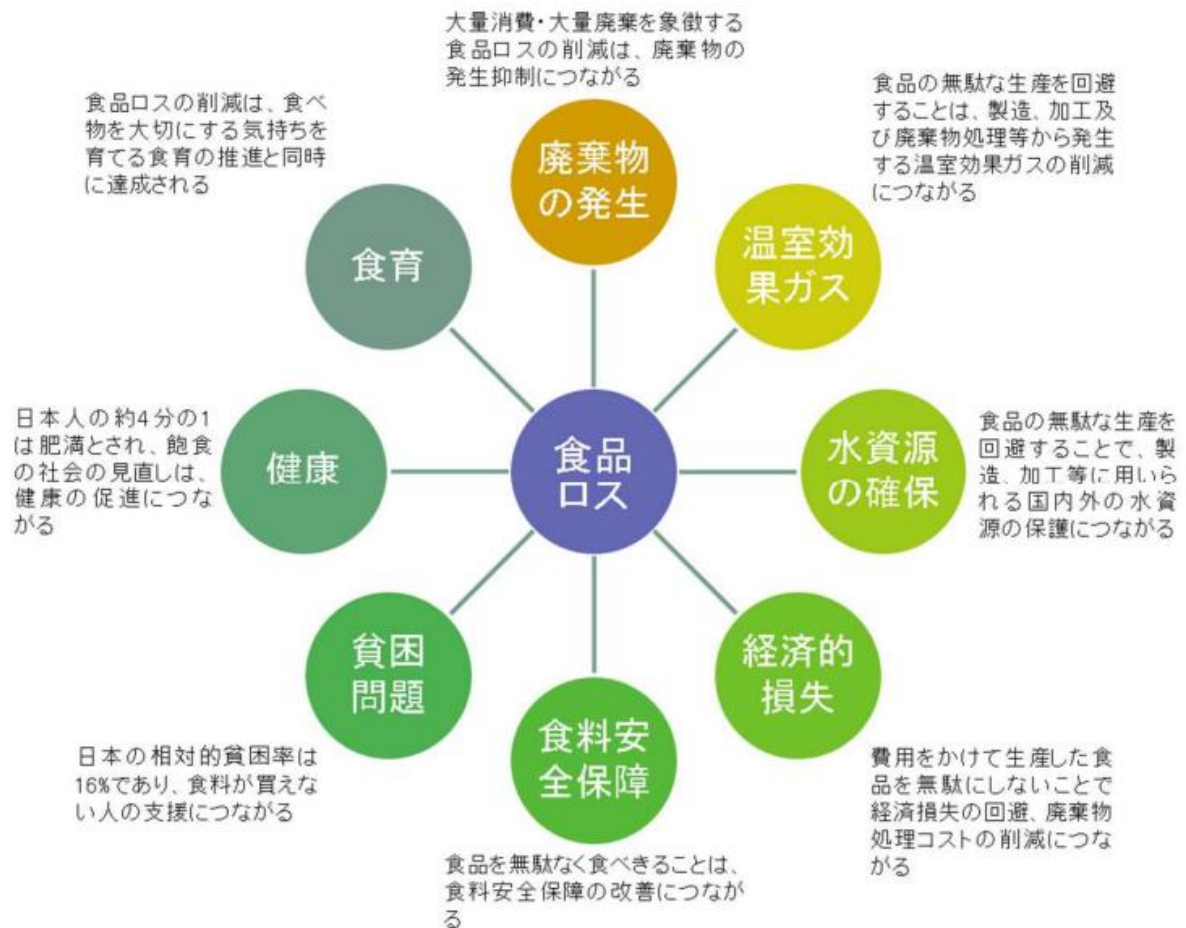 大量消費・大量廃棄を象徴する
食品ロスの削減は、廃棄物の
発生抑制につながる
廃棄物
の発生
食品の無駄な生産を回避
することは、製造、加工及
び廃棄物処理等から発生
する温室効果ガスの削減
につながる
温室効
果ガス
食品の無駄な生産を
回避することで、製
造、加工等に用いら
れる国内外の水資
源の保護につながる
水資源
の確保
費用をかけて生産した食
品を無駄にしないことで
経済損失の回避、廃棄物
処理コストの削減につな
がる
経済的
損失
食料安
全保障
食品を無駄なく食べきることは、
食料安全保障の改善につなが
る
貧困
問題
日本の相対的貧困率は
16%であり、食料が買えな
い人の支援につながる
健康
日本人の約4分の1
は肥満とされ、飽食
の社会の見直しは、
健康の促進につな
がる
食育
食品ロスの削減は、食べ
物を大切にする気持ちを
育てる食育の推進と同時
に達成される
食品
ロス